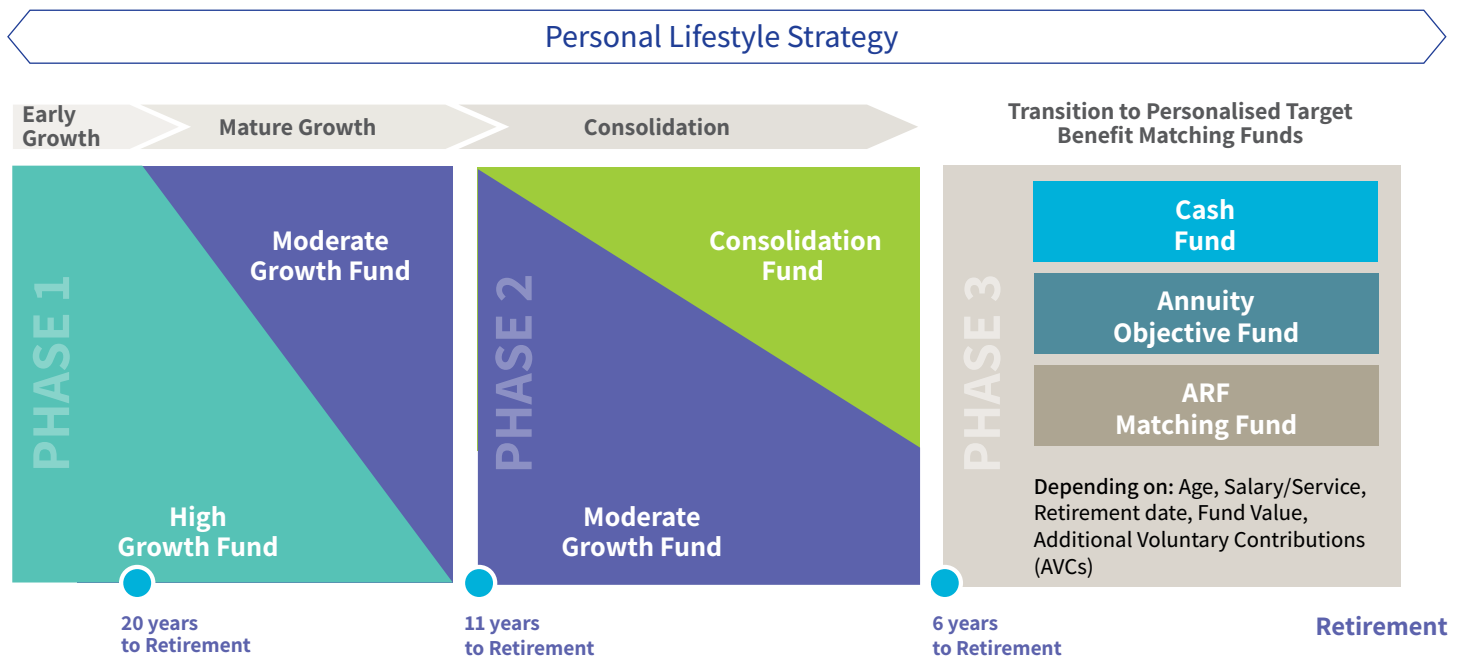 Personal Lifestyle Strategy
Early
Growth
Mature Growth
Consolidation
Transition to Personalised Target
Benefit Matching Funds
PHASE 1
Moderate
Growth Fund
High
Growth Fund
PHASE 2
Consolidation
Fund
Moderate
Growth Fund
PHASE 3
Cash
Fund
Annuity
Objective Fund
ARF
Matching Fund
Depending on: Age, Salary/Service,
Retirement date, Fund Value,
Additional Voluntary Contributions
(AVCs)
20 years
to Retirement
11 years
to Retirement
6 years
to Retirement
Retirement